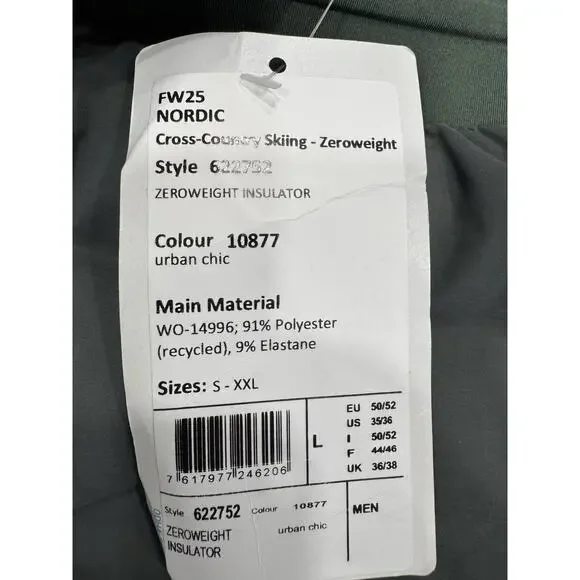 FW25
NORDIC
Cross-Country Skiing - Zeroweight
Style 622752
ZEROWEIGHT INSULATOR
Colour 10877
urban chic
Main Material
WO-14996; 91% Polyester
(recycled), 9% Elastane
Sizes: S - XXL
7 617977 246206
L
EU 50/52
US 35/36
I 50/52
F 44/46
UK 36/38
Style 622752 Colour 10877
ZEROWEIGHT urban chic
INSULATOR
MEN